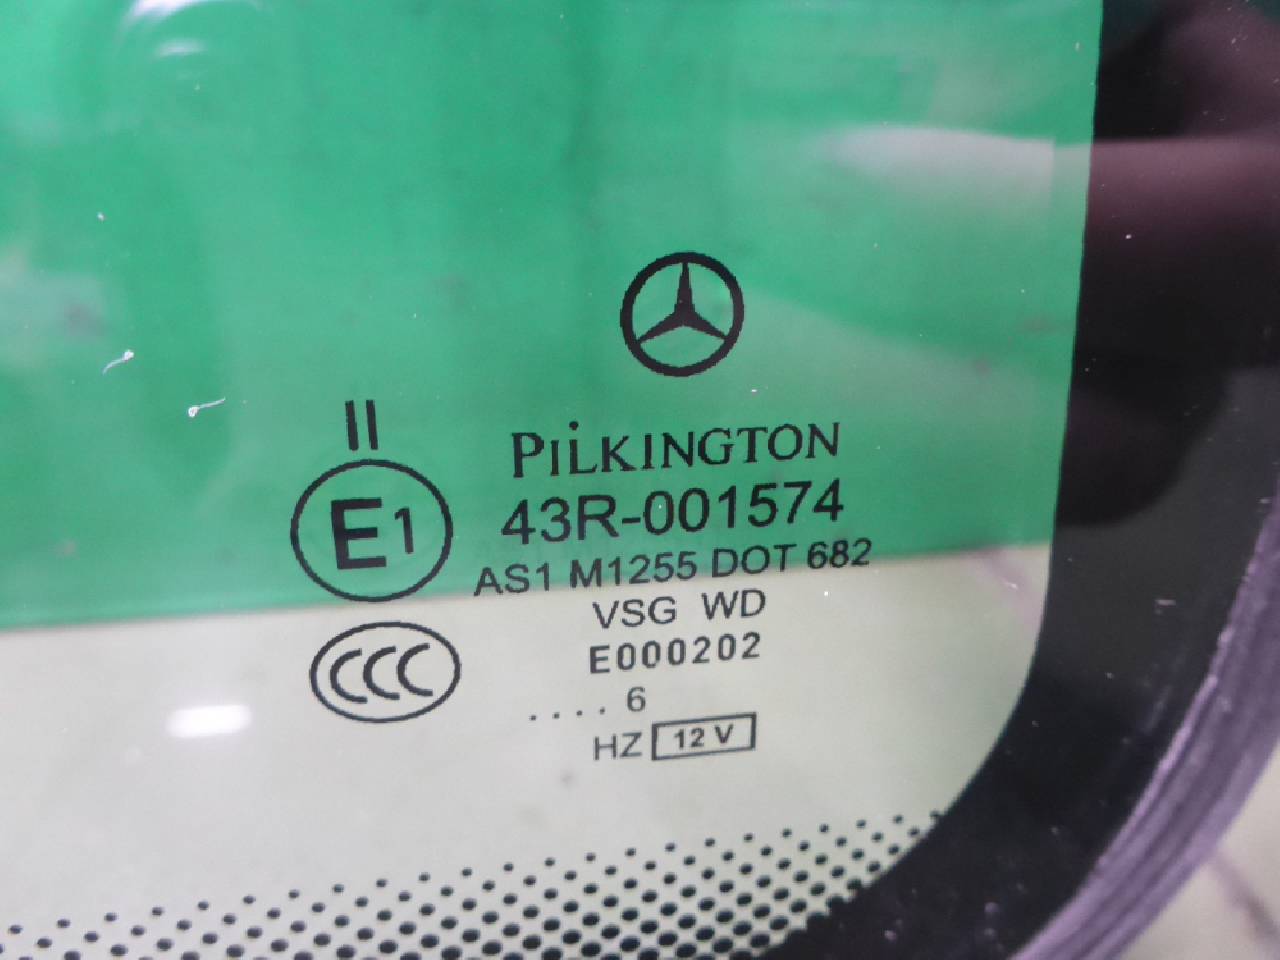 II
PILKINGTON
E1
43R-001574
AS1 M1255 DOT 682
VSG WD
CCC
E000202
....6
HZ 12 V